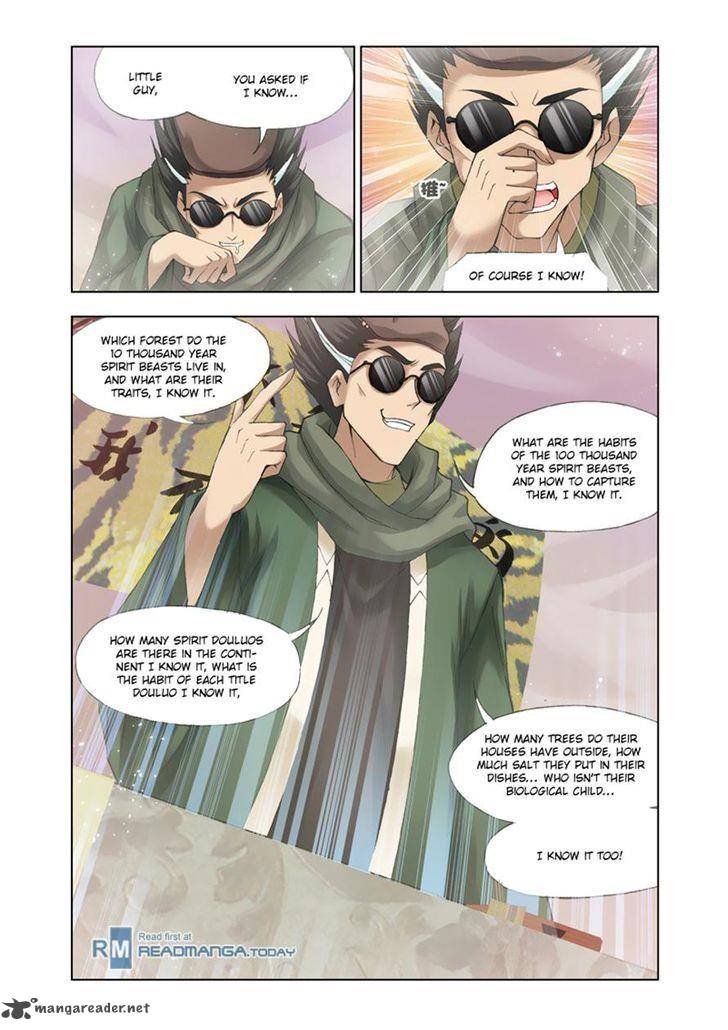 LITTLE
GUY,
YOU ASKED IF
I KNOW...
推~
OF COURSE I KNOW!
WHICH FOREST DO THE
10 THOUSAND YEAR
SPIRIT BEASTS LIVE IN,
AND WHAT ARE THEIR
TRAITS, I KNOW IT.
WHAT ARE THE HABITS
OF THE 100 THOUSAND
YEAR SPIRIT BEASTS,
AND HOW TO CAPTURE
THEM, I KNOW IT.
HOW MANY SPIRIT DOULUOS
ARE THERE IN THE CONTI-
NENT I KNOW IT, WHAT IS
THE HABIT OF EACH TITLE
DOULUO I KNOW IT,
HOW MANY TREES DO THEIR
HOUSES HAVE OUTSIDE, HOW
MUCH SALT THEY PUT IN THEIR
DISHES... WHO ISN'T THEIR
BIOLOGICAL CHILD...
I KNOW IT TOO!
RM
Read first at
READMANGA.TODAY
mangareader.net